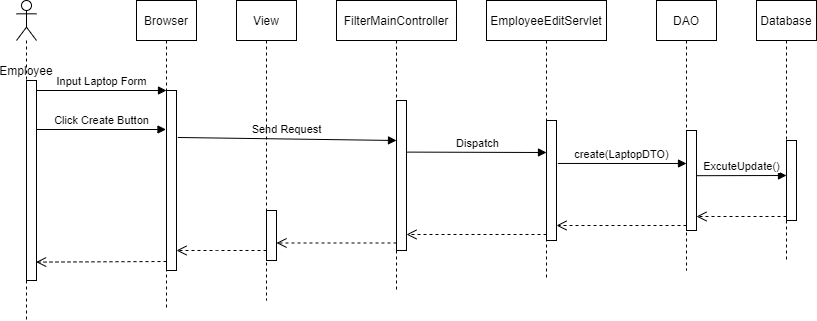 Browser
View
FilterMainController
EmployeeEditServlet
DAO
Database
Employee
Input Laptop Form
Click Create Button
Send Request
Dispatch
create(LaptopDTO)
ExcuteUpdate()